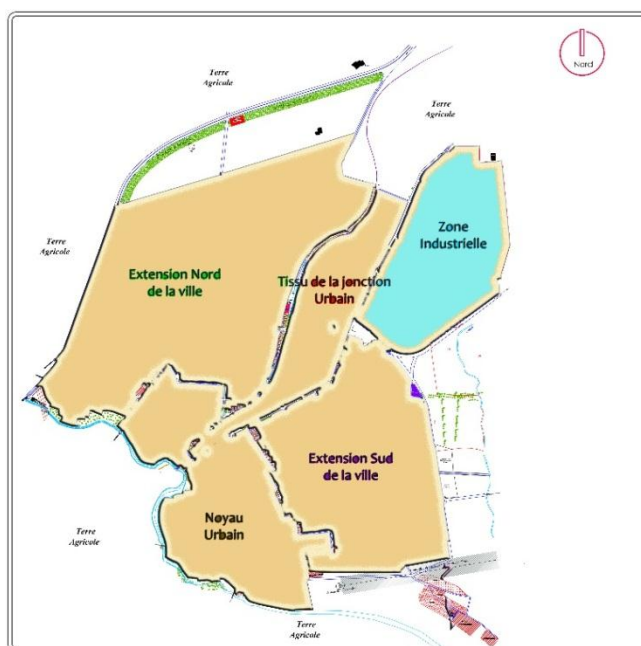 Nord
Terre
Agricole
Terre
Agricole
Terre
Agricole
Zone
Industrielle
Extension Nord
de la ville
Tissu de la jonction
Urbain
Extension Sud
de la ville
Noyau
Urbain
Terre
Agricole
Terre
Agricole